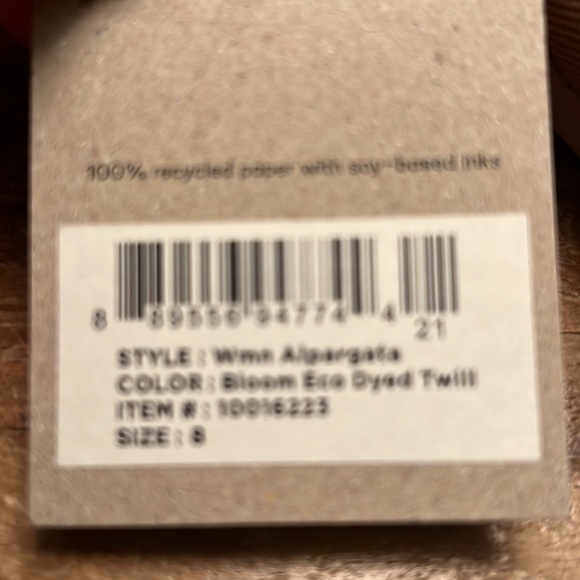 100% recycled paper with soy-based inks
8 89556 94774 4 21
STYLE : Wmn Alpargata
COLOR : Bloom Eco Dyed Twill
ITEM # : 10016223
SIZE : 8